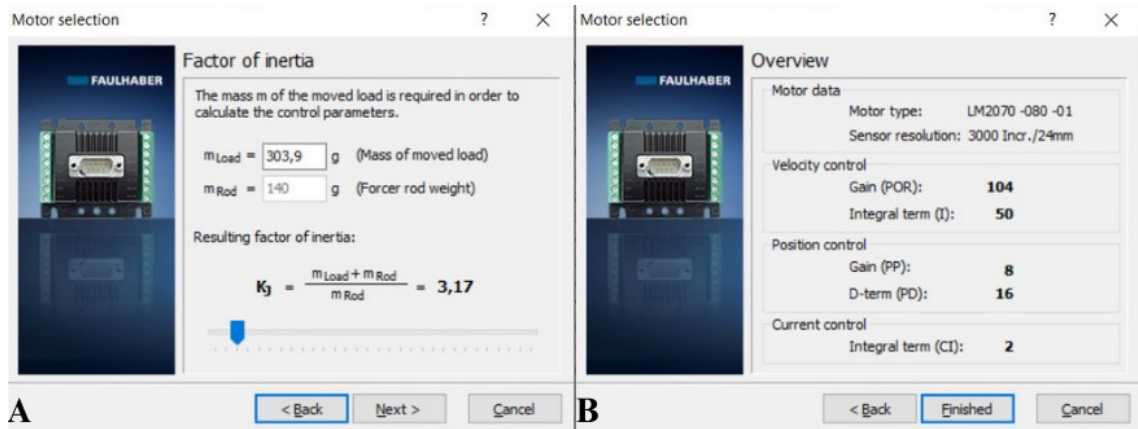 Motor selection ? ×
FAULHABER
Factor of inertia
The mass m of the moved load is required in order to
calculate the control parameters.
mLoad = 303,9 g (Mass of moved load)
mRod = 140 g (Forcer rod weight)
Resulting factor of inertia:
KJ = mLoad + mRod / mRod = 3,17
< Back Next > Cancel
A
Motor selection ? ×
FAULHABER
Overview
Motor data
Motor type: LM2070 -080 -01
Sensor resolution: 3000 Incr./24mm
Velocity control
Gain (POR): 104
Integral term (I): 50
Position control
Gain (PP): 8
D-term (PD): 16
Current control
Integral term (CI): 2
< Back Finished Cancel
B